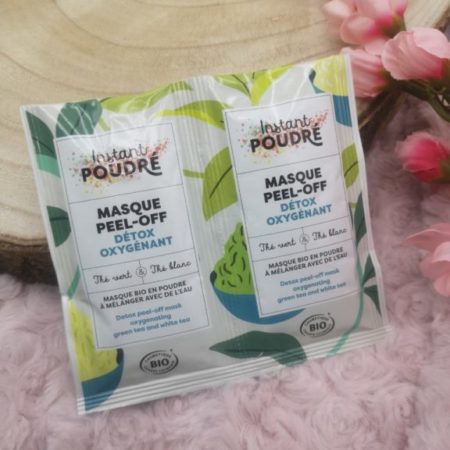 Instant
POUDRÉ
MASQUE
PEEL-OFF
DÉTOX
OXYGÉNANT
Thé vert & Thé blanc
MASQUE BIO EN POUDRE
À MÉLANGER AVEC DE L'EAU
Detox peel-off mask
oxygenating
green tea and white tea
BIO
Instant
POUDRÉ
MASQUE
PEEL-OFF
DÉTOX
OXYGÉNANT
Thé vert & Thé blanc
MASQUE BIO EN POUDRE
À MÉLANGER AVEC DE L'EAU
Detox peel-off mask
oxygenating
green tea and white tea
BIO